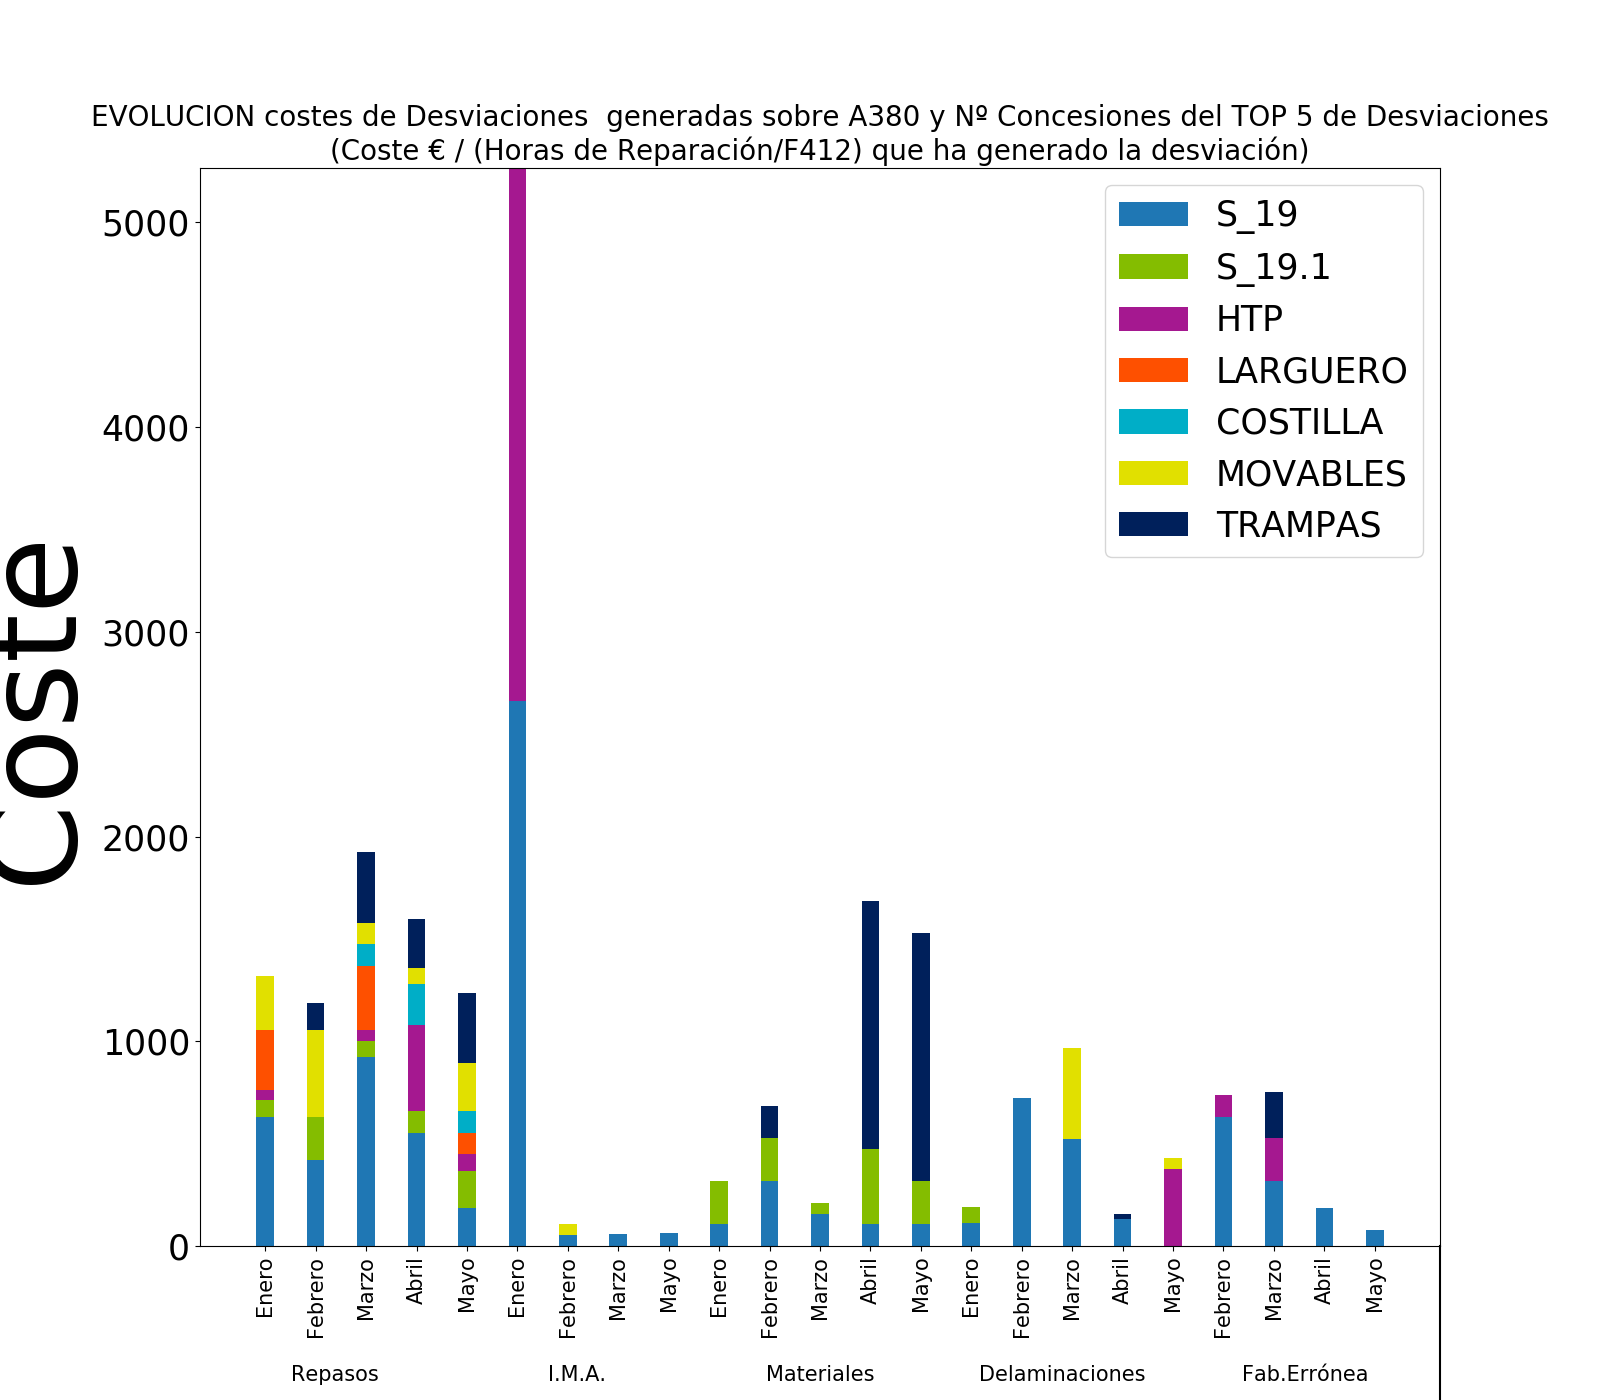 EVOLUCION costes de Desviaciones  generadas sobre A380 y Nº Concesiones del TOP 5 de Desviaciones
(Coste € / (Horas de Reparación/F412) que ha generado la desviación)
S_19
S_19.1
HTP
LARGUERO
COSTILLA
MOVABLES
TRAMPAS
Coste
5000
4000
3000
2000
1000
0
Enero
Febrero
Marzo
Abril
Mayo
Enero
Febrero
Marzo
Mayo
Enero
Febrero
Marzo
Abril
Mayo
Enero
Febrero
Marzo
Abril
Mayo
Febrero
Marzo
Abril
Mayo
Repasos
I.M.A.
Materiales
Delaminaciones
Fab.Errónea